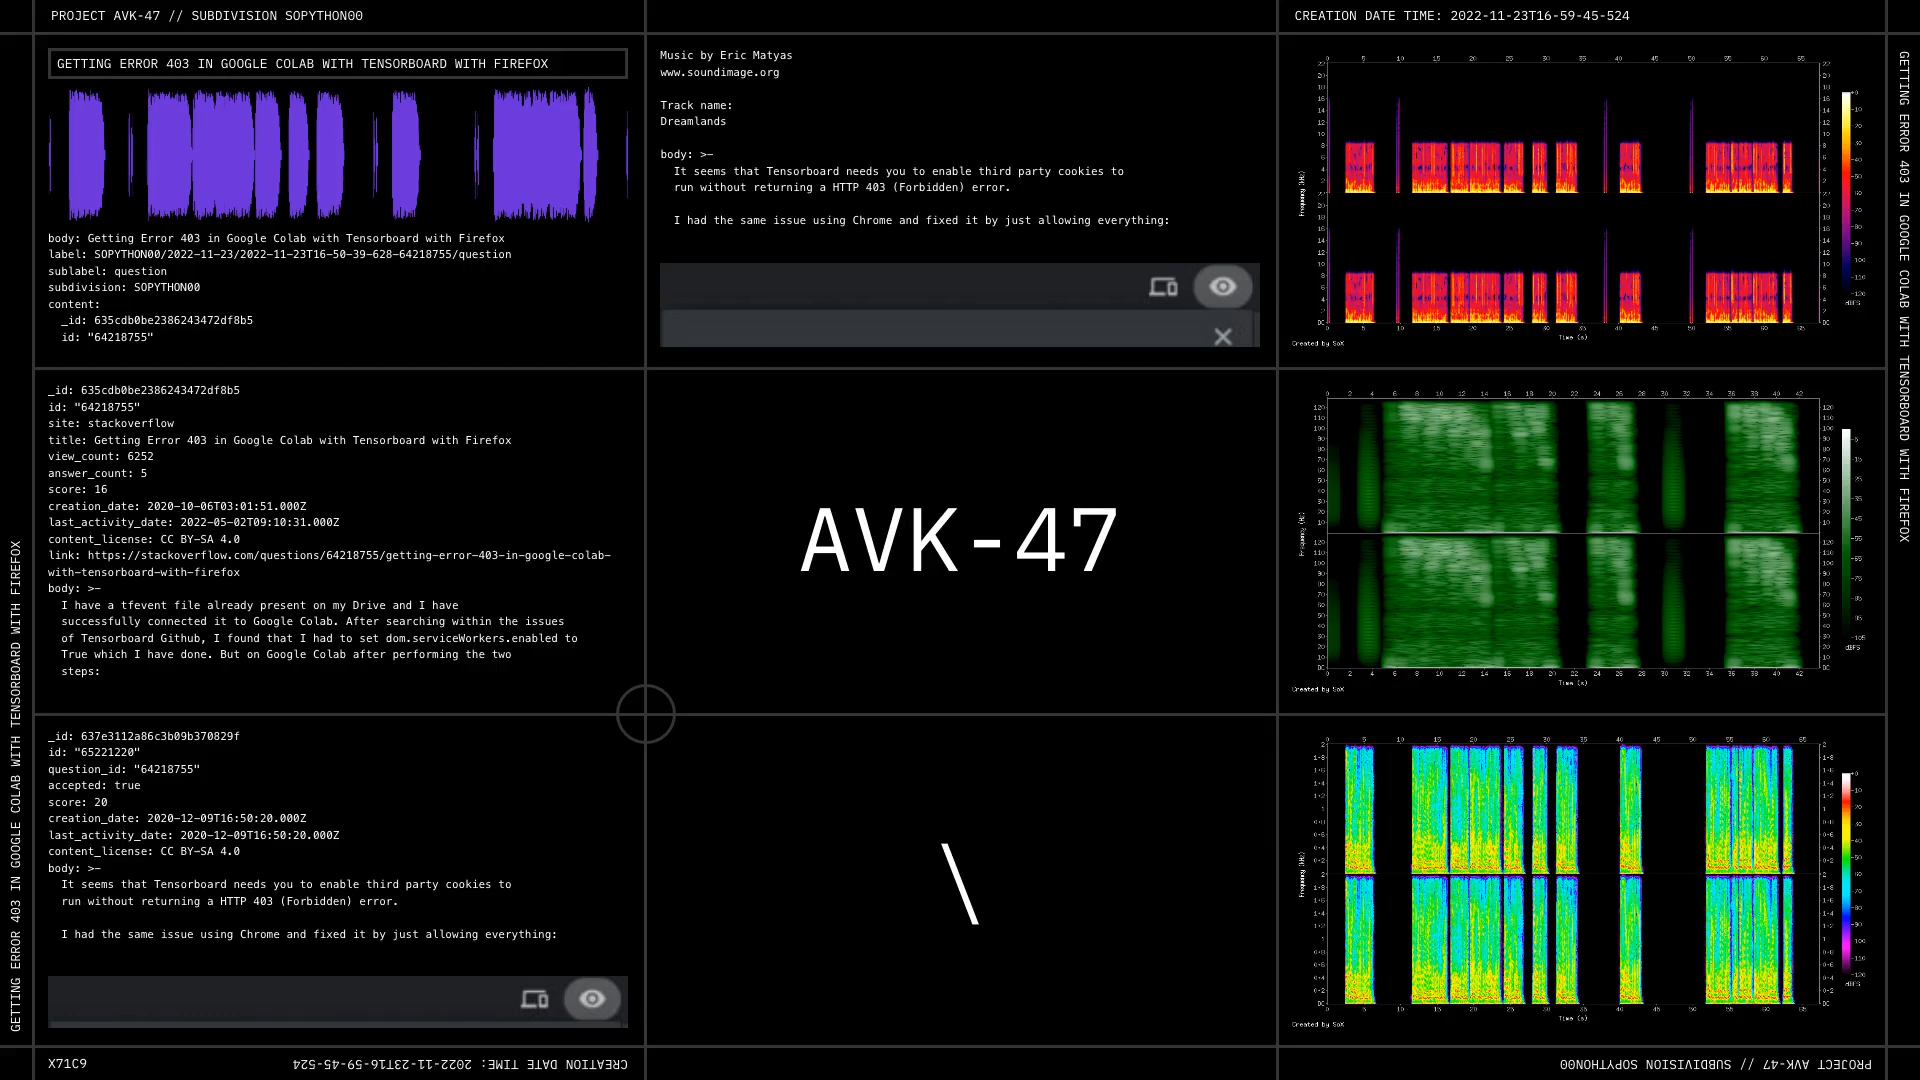 PROJECT AVK-47 // SUBDIVISION SOPYTHON00
CREATION DATE TIME: 2022-11-23T16-59-45-524
GETTING ERROR 403 IN GOOGLE COLAB WITH TENSORBOARD WITH FIREFOX
body: Getting Error 403 in Google Colab with Tensorboard with Firefox
label: SOPYTHON00/2022-11-23/2022-11-23T16-50-39-628-64218755/question
sublabel: question
subdivision: SOPYTHON00
content:
_id: 635cdb0be2386243472df8b5
id: "64218755"
Music by Eric Matyas
www.soundimage.org
Track name:
Dreamlands
body: >-
It seems that Tensorboard needs you to enable third party cookies to
run without returning a HTTP 403 (Forbidden) error.
I had the same issue using Chrome and fixed it by just allowing everything:
Frequency (kHz)
Time (s)
dBFS
Created by SoX
_id: 635cdb0be2386243472df8b5
id: "64218755"
site: stackoverflow
title: Getting Error 403 in Google Colab with Tensorboard with Firefox
view_count: 6252
answer_count: 5
score: 16
creation_date: 2020-10-06T03:01:51.000Z
last_activity_date: 2022-05-02T09:10:31.000Z
content_license: CC BY-SA 4.0
link: https://stackoverflow.com/questions/64218755/getting-error-403-in-google-colab-
with-tensorboard-with-firefox
body: >-
I have a tfevent file already present on my Drive and I have
successfully connected it to Google Colab. After searching within the issues
of Tensorboard Github, I found that I had to set dom.serviceWorkers.enabled to
True which I have done. But on Google Colab after performing the two
steps:
AVK-47
Frequency (Hz)
Time (s)
dBFS
Created by SoX
_id: 637e3112a86c3b09b370829f
id: "65221220"
question_id: "64218755"
accepted: true
score: 20
creation_date: 2020-12-09T16:50:20.000Z
last_activity_date: 2020-12-09T16:50:20.000Z
content_license: CC BY-SA 4.0
body: >-
It seems that Tensorboard needs you to enable third party cookies to
run without returning a HTTP 403 (Forbidden) error.
I had the same issue using Chrome and fixed it by just allowing everything:
\
Frequency (kHz)
Time (s)
dBFS
Created by SoX
GETTING ERROR 403 IN GOOGLE COLAB WITH TENSORBOARD WITH FIREFOX
GETTING ERROR 403 IN GOOGLE COLAB WITH TENSORBOARD WITH FIREFOX
X71C9
CREATION DATE TIME: 2022-11-23T16-59-45-524
PROJECT AVK-47 // SUBDIVISION SOPYTHON00